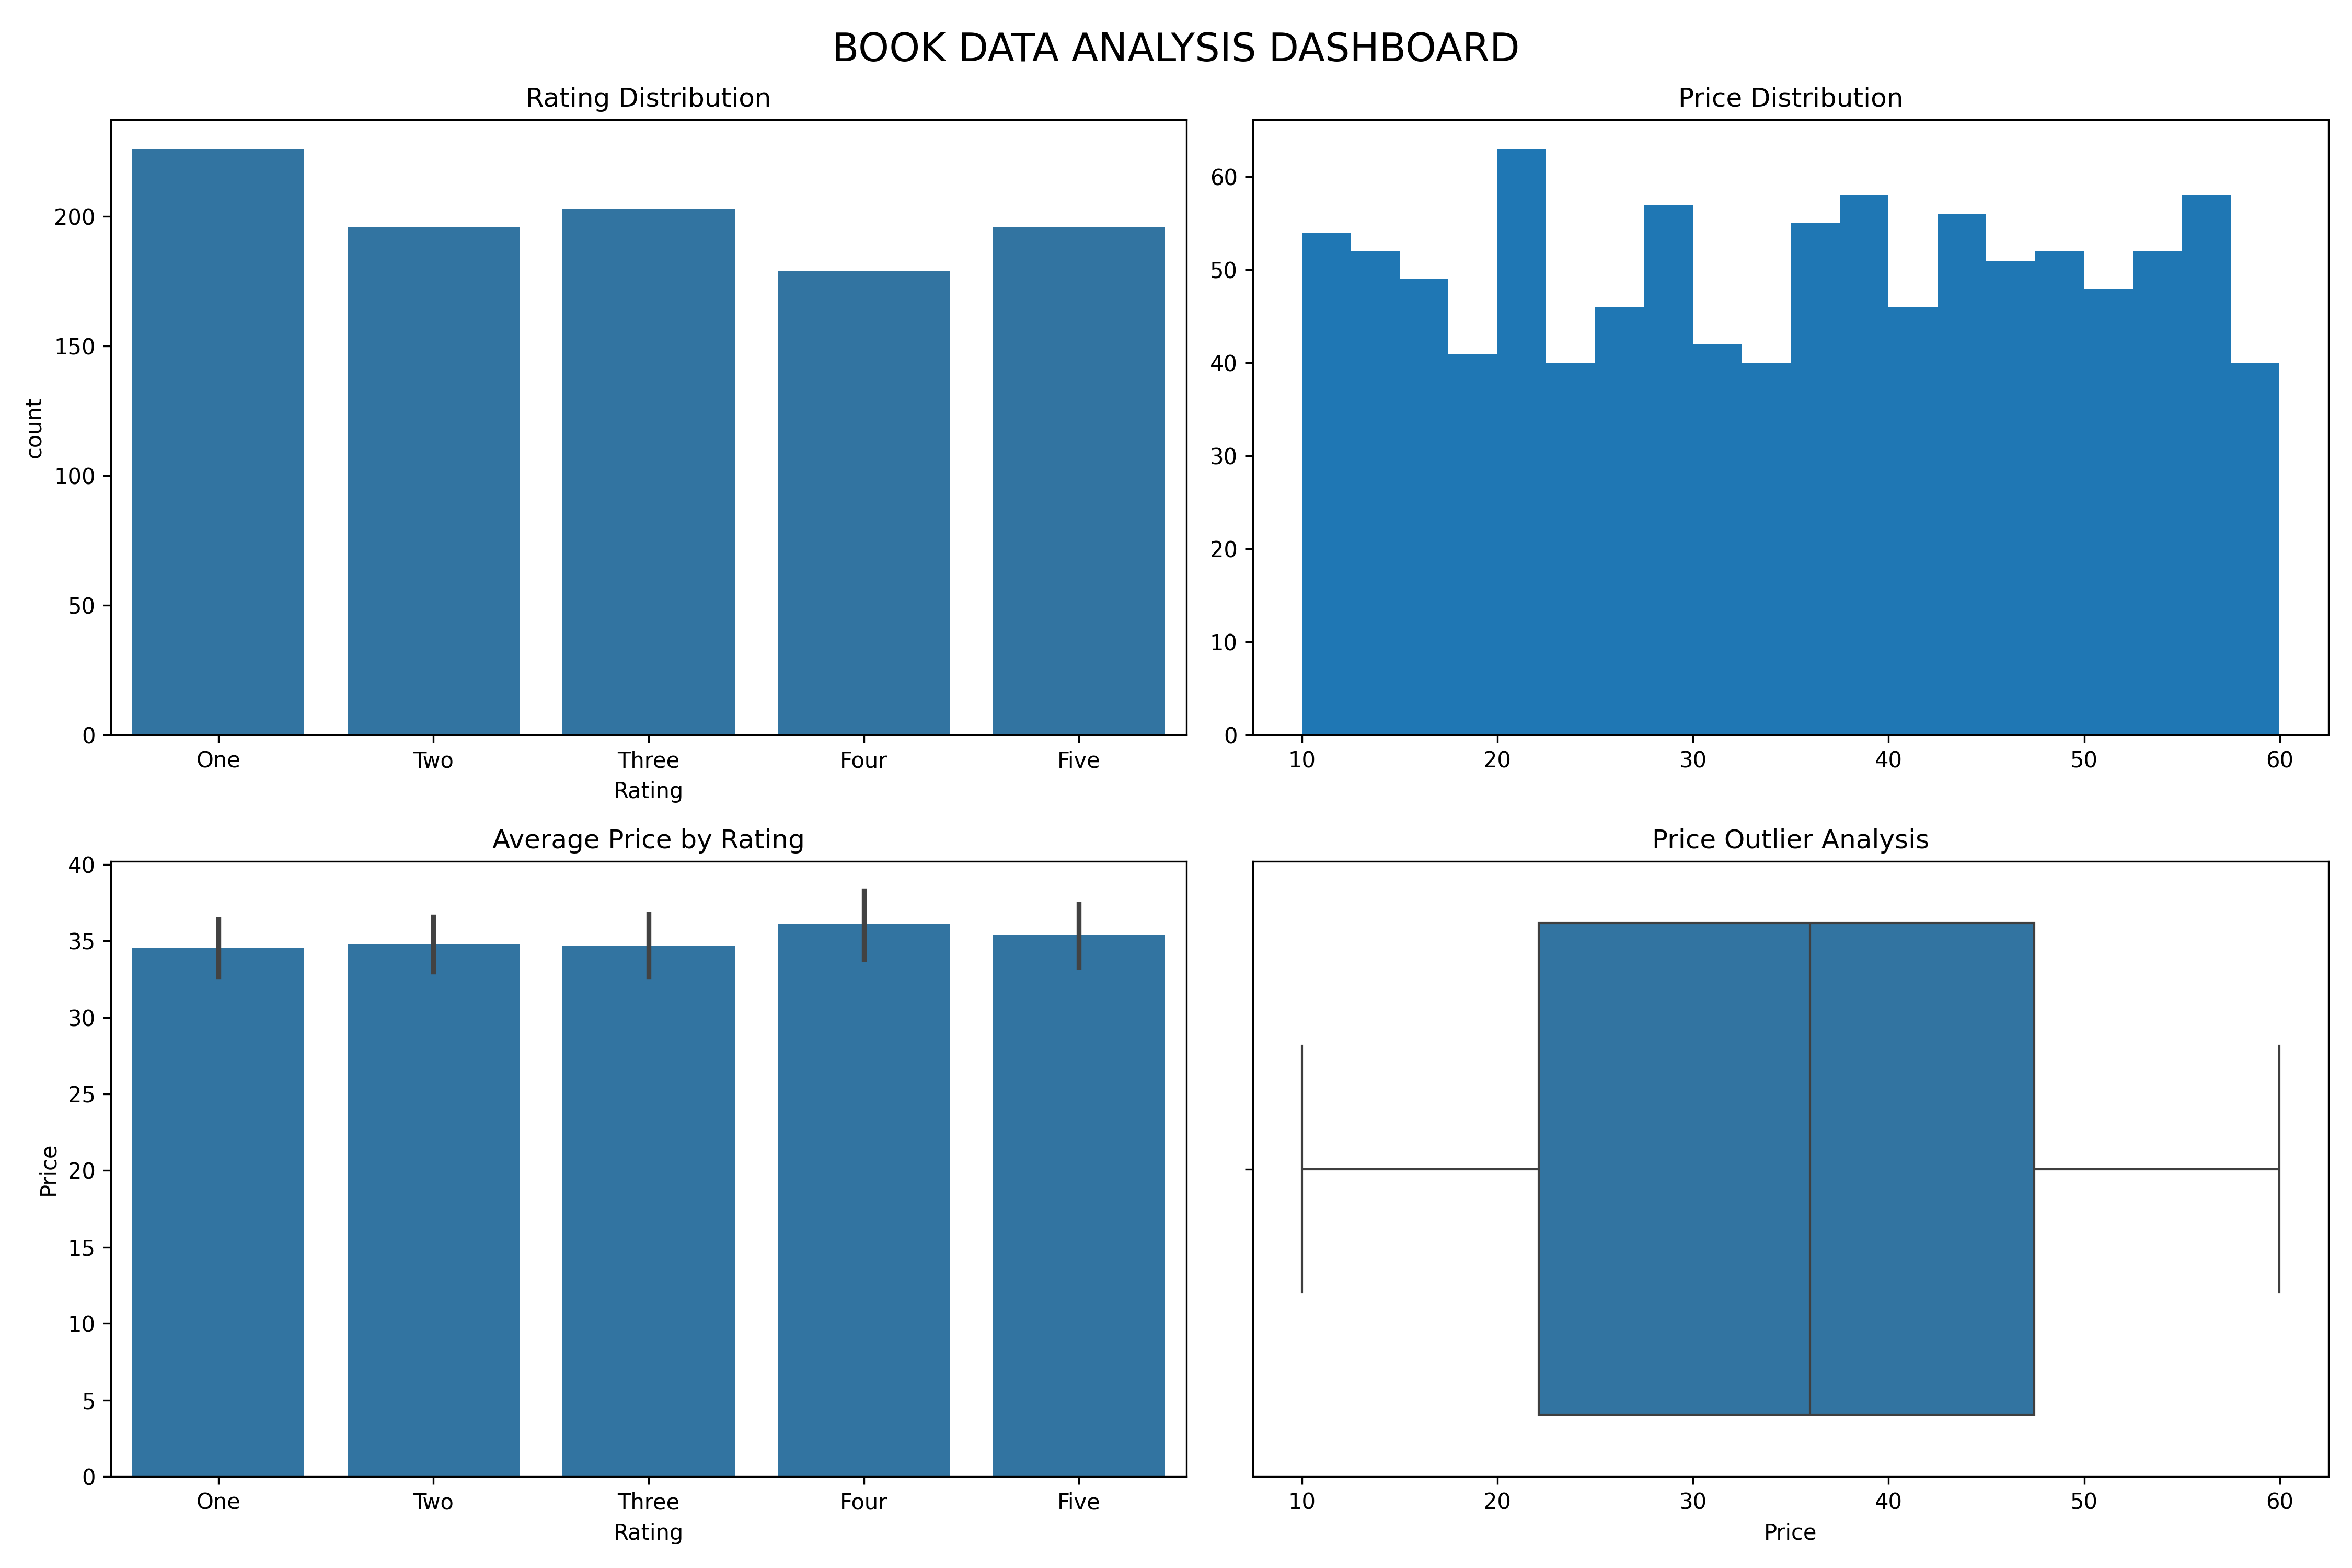 BOOK DATA ANALYSIS DASHBOARD
Rating Distribution
200
150
100
50
0
count
One Two Three Four Five
Rating
Price Distribution
60
50
40
30
20
10
0
10 20 30 40 50 60
Average Price by Rating
40
35
30
25
20
15
10
5
0
Price
One Two Three Four Five
Rating
Price Outlier Analysis
10 20 30 40 50 60
Price